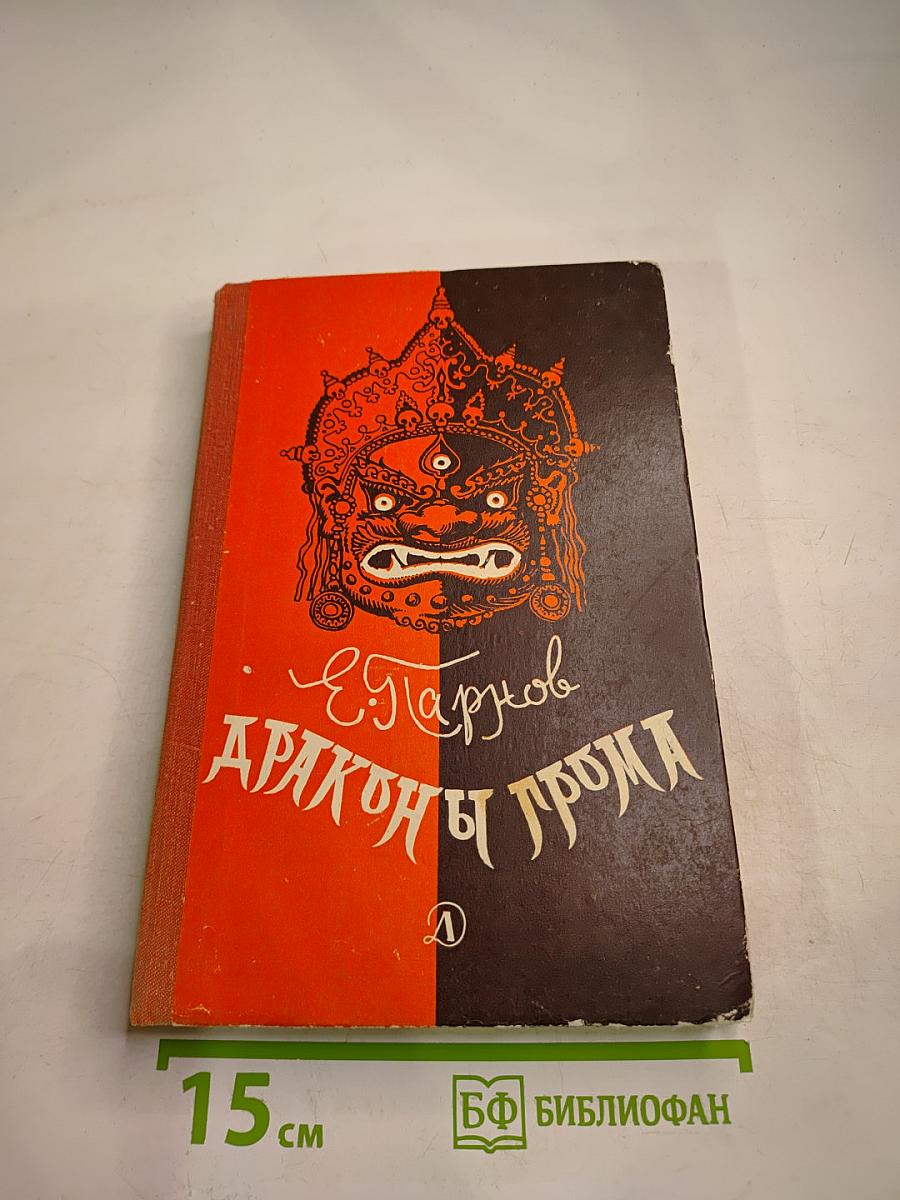 Е. Парнов
ДРАКОНЫ ГРОМА
Д
15 см
БФ БИБЛИОФАН